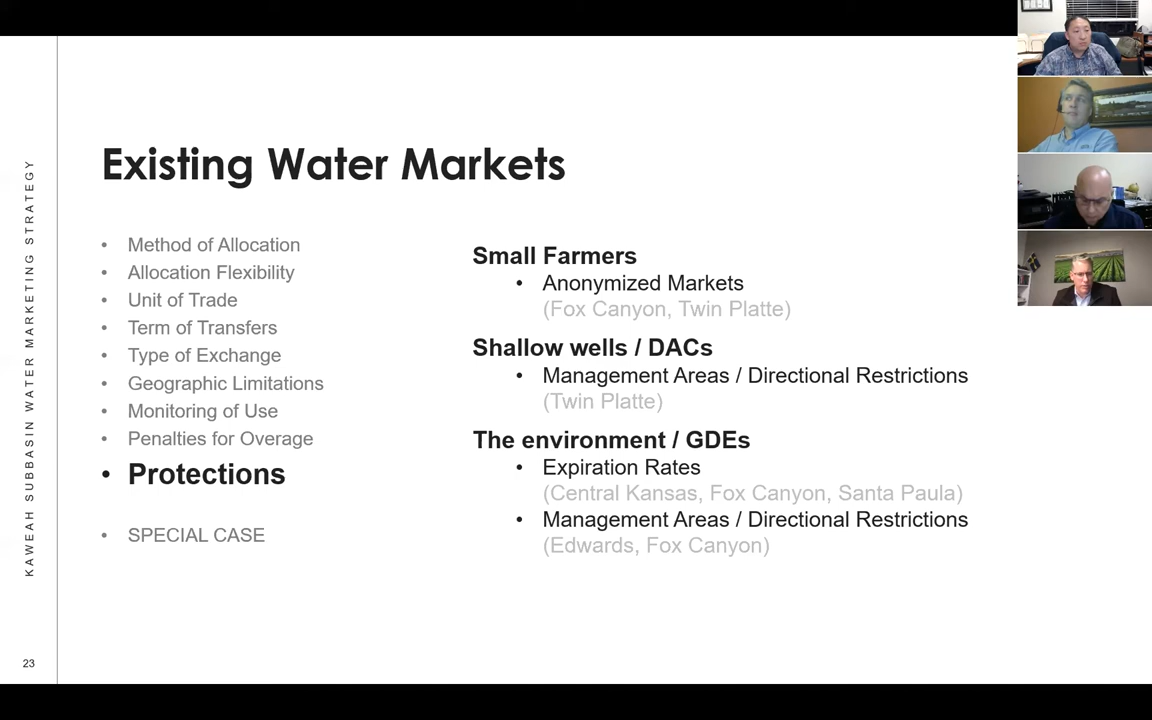 Existing Water Markets
• Method of Allocation
• Allocation Flexibility
• Unit of Trade
• Term of Transfers
• Type of Exchange
• Geographic Limitations
• Monitoring of Use
• Penalties for Overage
• Protections
• SPECIAL CASE
Small Farmers
• Anonymized Markets
(Fox Canyon, Twin Platte)
Shallow wells / DACs
• Management Areas / Directional Restrictions
(Twin Platte)
The environment / GDEs
• Expiration Rates
(Central Kansas, Fox Canyon, Santa Paula)
• Management Areas / Directional Restrictions
(Edwards, Fox Canyon)
KAWEAH SUBBASIN WATER MARKETING STRATEGY
23